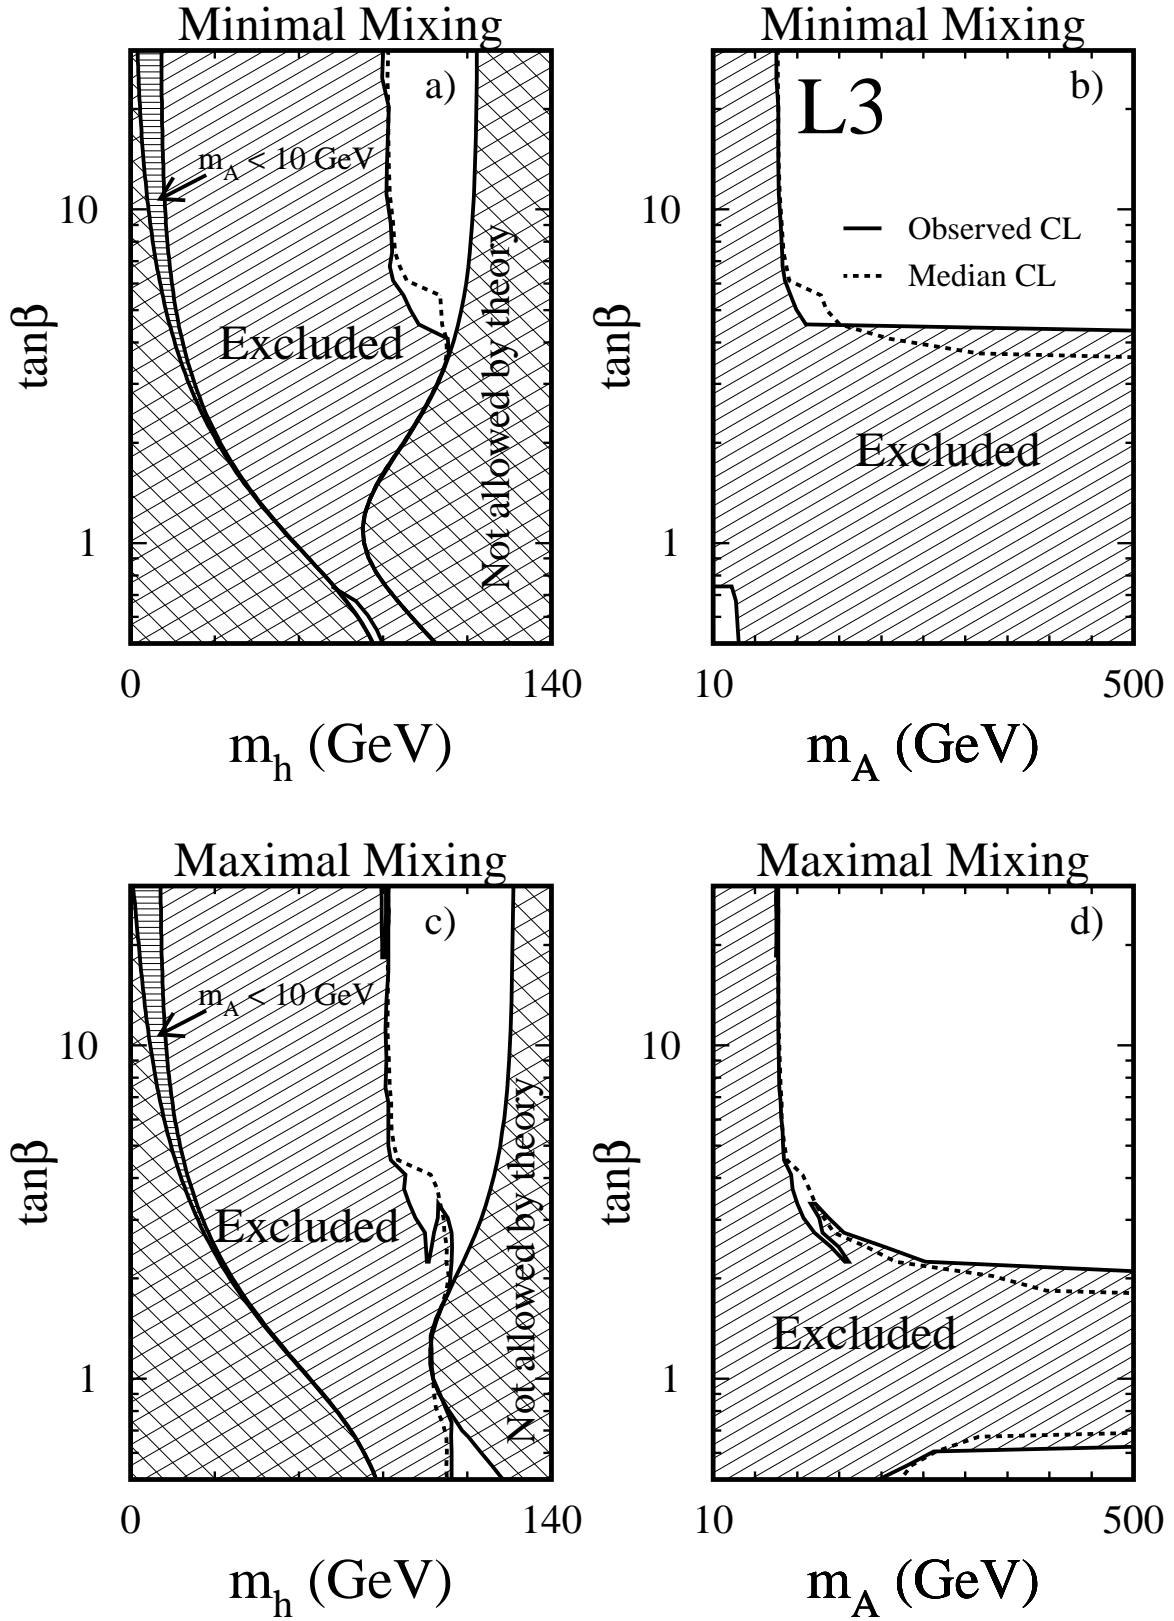 Minimal Mixing
a)
m_A < 10 GeV
10
Excluded
Not allowed by theory
tanβ
1
0
140
m_h (GeV)
Minimal Mixing
L3
b)
10
Observed CL
Median CL
tanβ
Excluded
1
10
500
m_A (GeV)
Maximal Mixing
c)
m_A < 10 GeV
10
Excluded
Not allowed by theory
tanβ
1
0
140
m_h (GeV)
Maximal Mixing
d)
10
tanβ
Excluded
1
10
500
m_A (GeV)